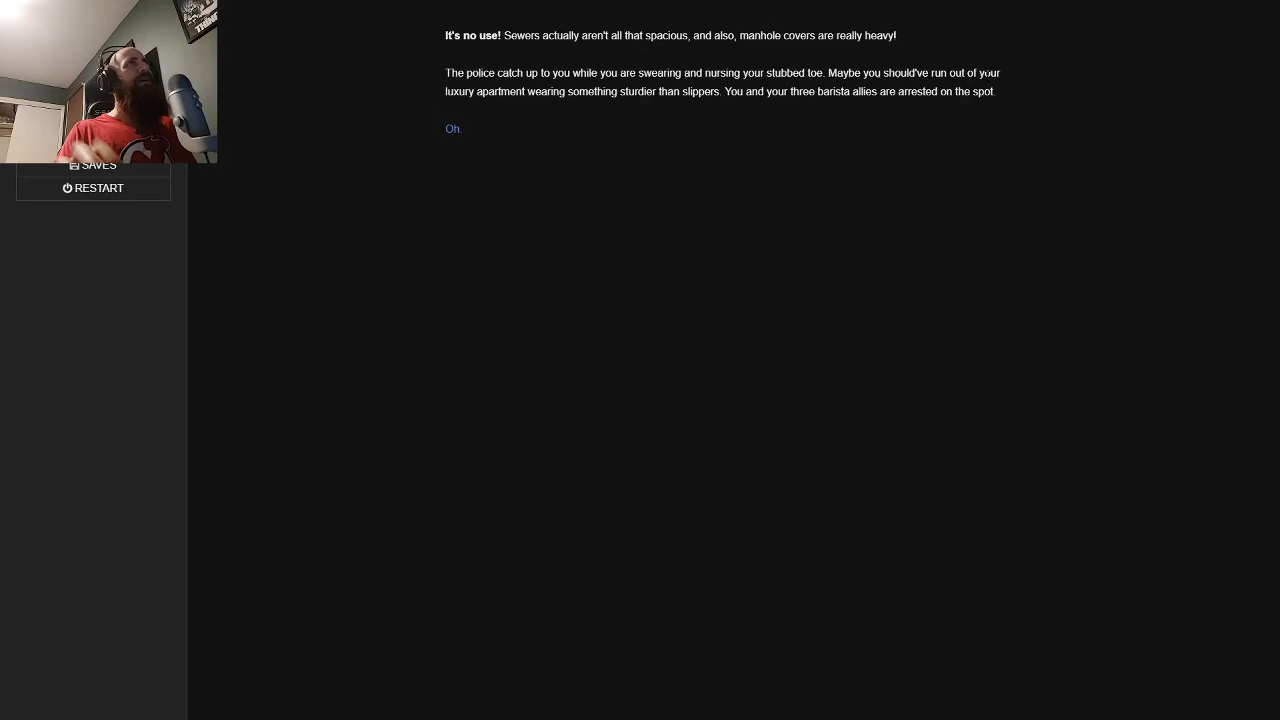 THIN
It's no use! Sewers actually aren't all that spacious, and also, manhole covers are really heavy!
The police catch up to you while you are swearing and nursing your stubbed toe. Maybe you should've run out of your
luxury apartment wearing something sturdier than slippers. You and your three barista allies are arrested on the spot.
Oh.
SAVES
RESTART